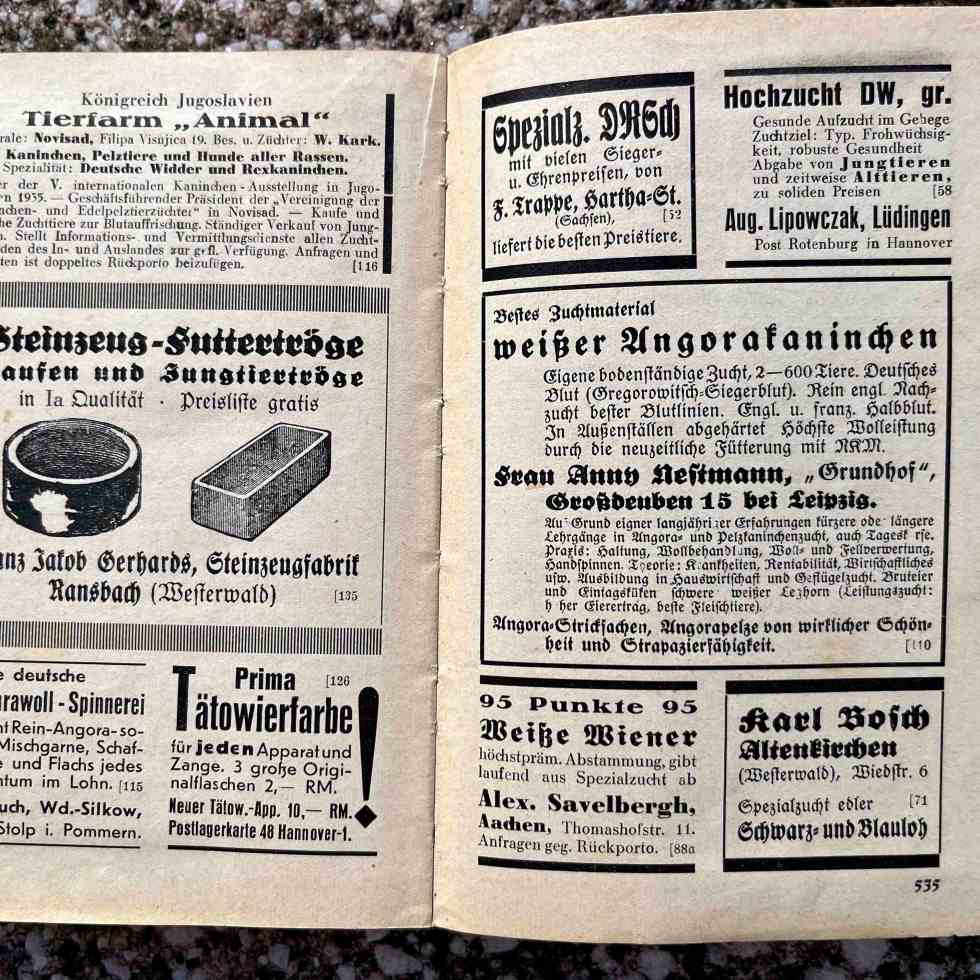 Königreich Jugoslavien
Tierfarm „Animal“
rale: Novisad, Filipa Visnjica 19. Bes. u. Züchter: W. Kark.
Kaninchen, Pelztiere und Hunde aller Rassen.
Spezialität: Deutsche Widder und Rexkaninchen.
er der V. internationalen Kaninchen-Ausstellung in Jugo-
en 1935. — Geschäftsführender Präsident der „Vereinigung der
nchen- und Edelpelztierzüchter“ in Novisad. — Kaufe und
he Zuchttiere zur Blutauffrischung. Ständiger Verkauf von Jung-
n. Stellt Informations- und Vermittlungsdienste allen Zucht-
den des In- und Auslandes zur gefl. Verfügung. Anfragen und
ten ist doppeltes Rückporto beizufügen. [116
Steinzeug-Futtertröge
aufen und Jungtiertröge
in Ia Qualität · Preisliste gratis
nz Jakob Gerhards, Steinzeugfabrik
Ransbach (Westerwald) [135
e deutsche
urawoll-Spinnerei
nt Rein-Angora-so-
Mischgarne, Schaf-
e und Flachs jedes
ntum im Lohn. [115
uch, Wd.-Silkow,
Stolp i. Pommern.
Prima [126
Tätowierfarbe!
für jeden Apparat und
Zange. 3 große Origi-
nalflaschen 2,— RM.
Neuer Tätow.-App. 10,— RM.
Postlagerkarte 48 Hannover-1.
Spezialz. DRSch
mit vielen Sieger-
u. Ehrenpreisen, von
F. Trappe, Hartha-St.
(Sachsen), [52
liefert die besten Preistiere.
Hochzucht DW, gr.
Gesunde Aufzucht im Gehege
Zuchtziel: Typ. Frohwüchsig-
keit, robuste Gesundheit
Abgabe von Jungtieren
und zeitweise Alttieren,
zu soliden Preisen [58
Aug. Lipowczak, Lüdingen
Post Rotenburg in Hannover
Bestes Zuchtmaterial
weißer Angorakaninchen
Eigene bodenständige Zucht, 2—600 Tiere. Deutsches
Blut (Gregorowitsch-Siegerblut). Rein engl. Nach-
zucht bester Blutlinien. Engl. u. franz. Halbblut.
In Außenställen abgehärtet Höchste Wolleistung
durch die neuzeitliche Fütterung mit NKM.
Frau Anny Nestmann, „Grundhof“,
Großdeuben 15 bei Leipzig.
Auf Grund eigner langjähriger Erfahrungen kürzere oder längere
Lehrgänge in Angora- und Pelzkaninchenzucht, auch Tageskurse.
Praxis: Haltung, Wollbehandlung, Woll- und Fellverwertung,
Handspinnen. Theorie: Krankheiten, Rentabilität, Wirtschaftliches
usw. Ausbildung in Hauswirtschaft und Geflügelzucht. Bruteier
und Eintagsküken schwere weißer Leghorn (Leistungszucht:
hoher Eierertrag, beste Fleischtiere).
Angora-Stricksachen, Angorapelze von wirklicher Schön-
heit und Strapazierfähigkeit. [110
95 Punkte 95
Weiße Wiener
höchstpräm. Abstammung, gibt
laufend aus Spezialzucht ab
Alex. Savelbergh,
Aachen, Thomashofstr. 11.
Anfragen geg. Rückporto. [88a
Karl Bosch
Altenkirchen
(Westerwald), Wiedstr. 6
Spezialzucht edler [71
Schwarz- und Blauloh
535